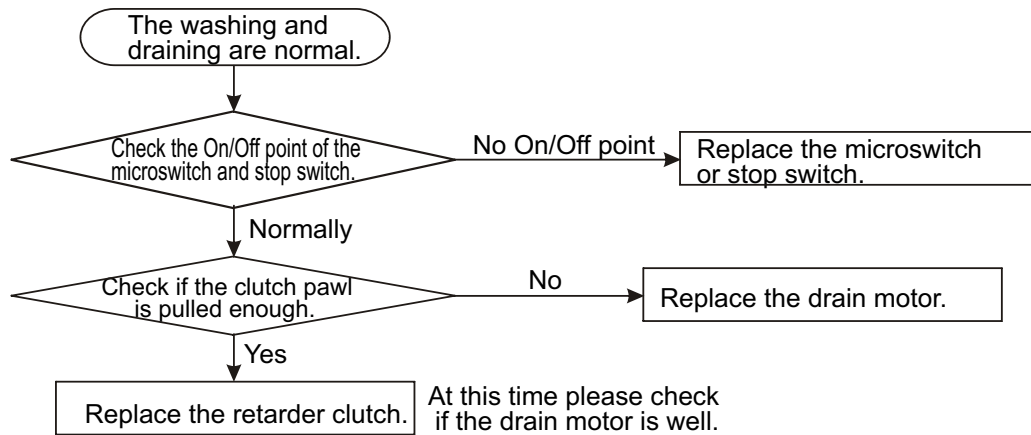 The washing and
draining are normal.
Check the On/Off point of the
microswitch and stop switch.
No On/Off point
Replace the microswitch
or stop switch.
Normally
Check if the clutch pawl
is pulled enough.
No
Replace the drain motor.
Yes
Replace the retarder clutch.
At this time please check
if the drain motor is well.